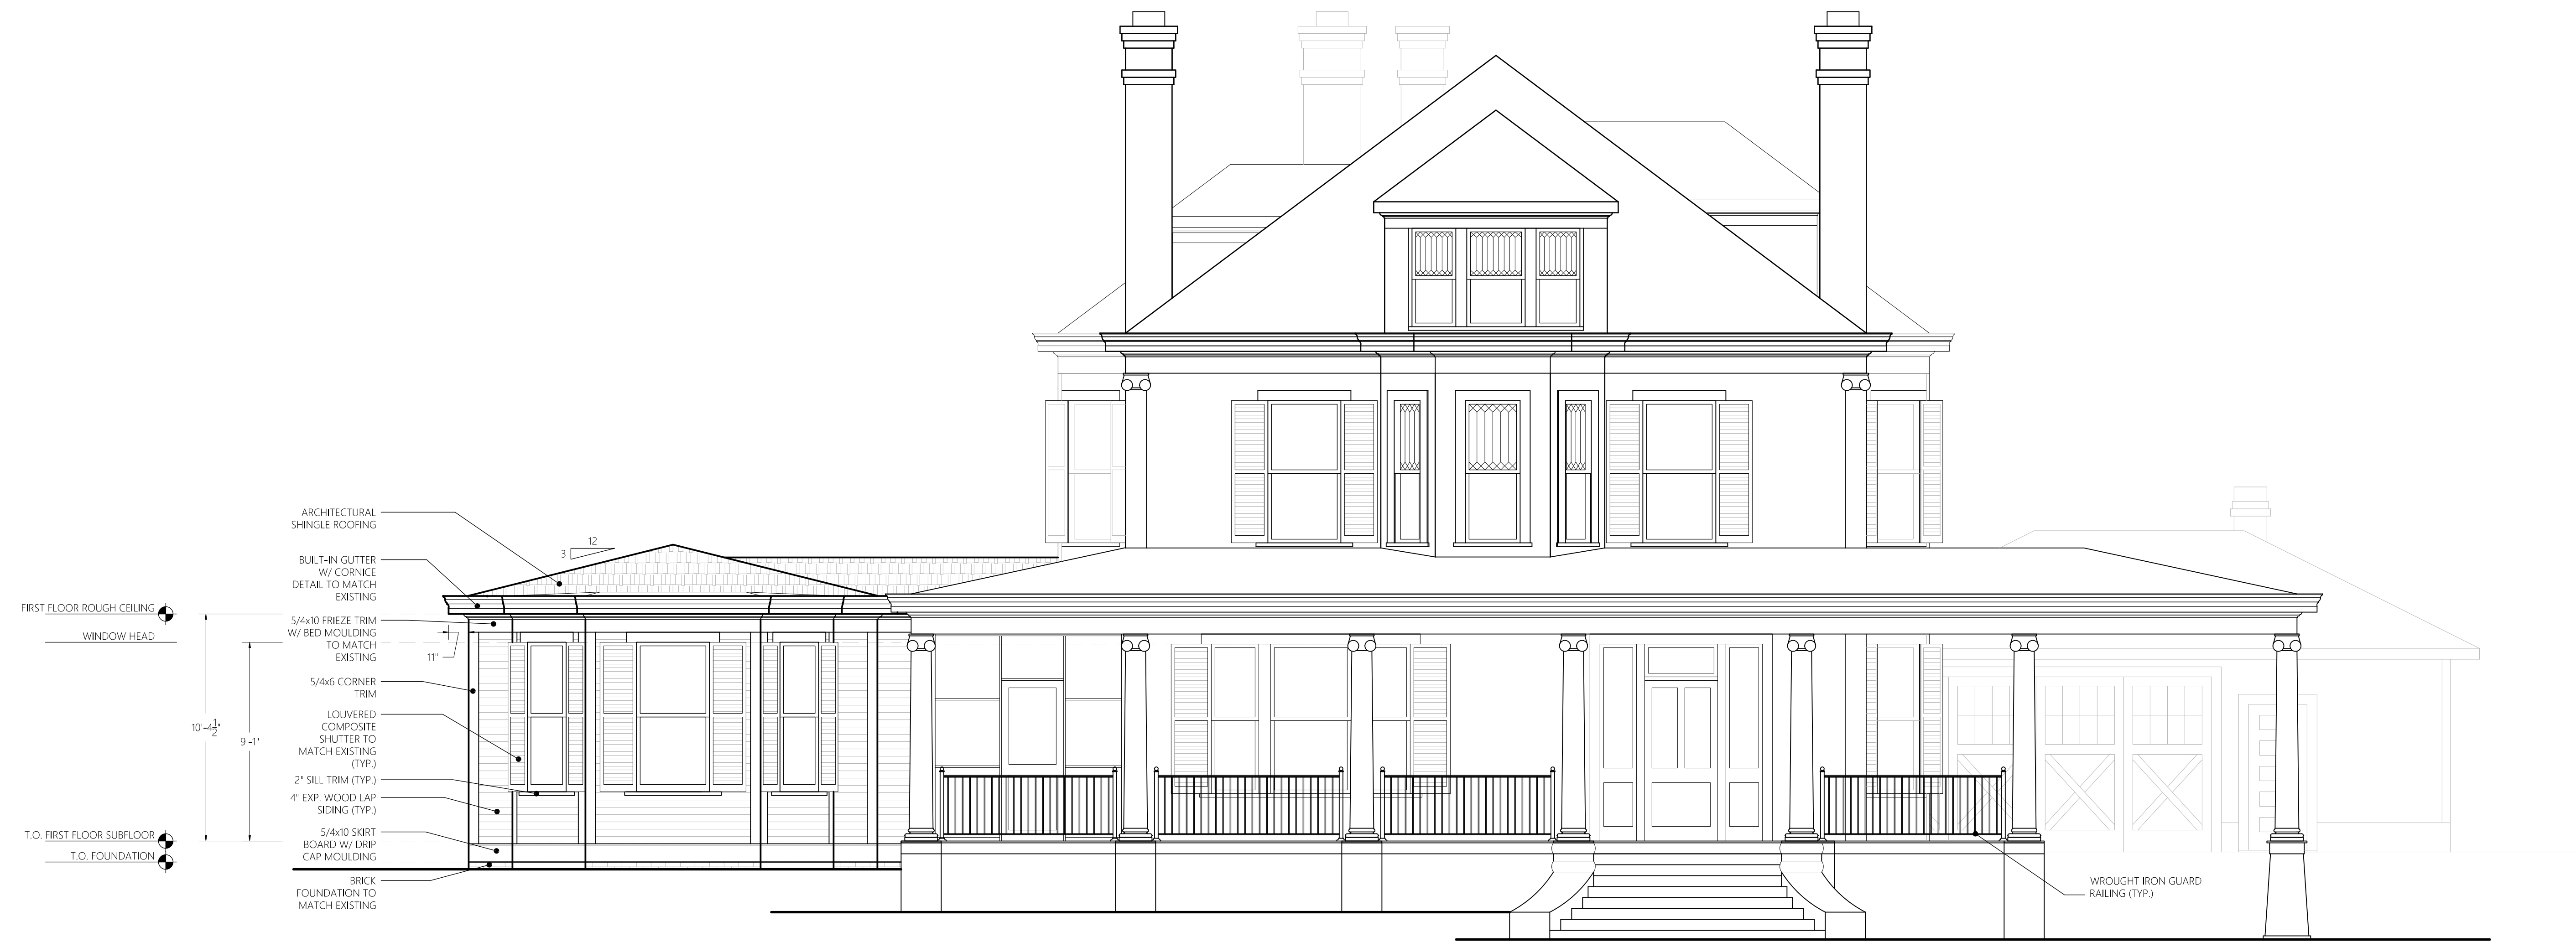 ARCHITECTURAL
SHINGLE ROOFING
12
3
BUILT-IN GUTTER
W/ CORNICE
DETAIL TO MATCH
EXISTING
FIRST FLOOR ROUGH CEILING
WINDOW HEAD
5/4x10 FRIEZE TRIM
W/ BED MOULDING
TO MATCH
EXISTING
11"
5/4x6 CORNER
TRIM
LOUVERED
COMPOSITE
SHUTTER TO
MATCH EXISTING
(TYP.)
10'-4 1/2"
9'-1"
2" SILL TRIM (TYP.)
4" EXP. WOOD LAP
SIDING (TYP.)
T.O. FIRST FLOOR SUBFLOOR
T.O. FOUNDATION
5/4x10 SKIRT
BOARD W/ DRIP
CAP MOULDING
BRICK
FOUNDATION TO
MATCH EXISTING
WROUGHT IRON GUARD
RAILING (TYP.)